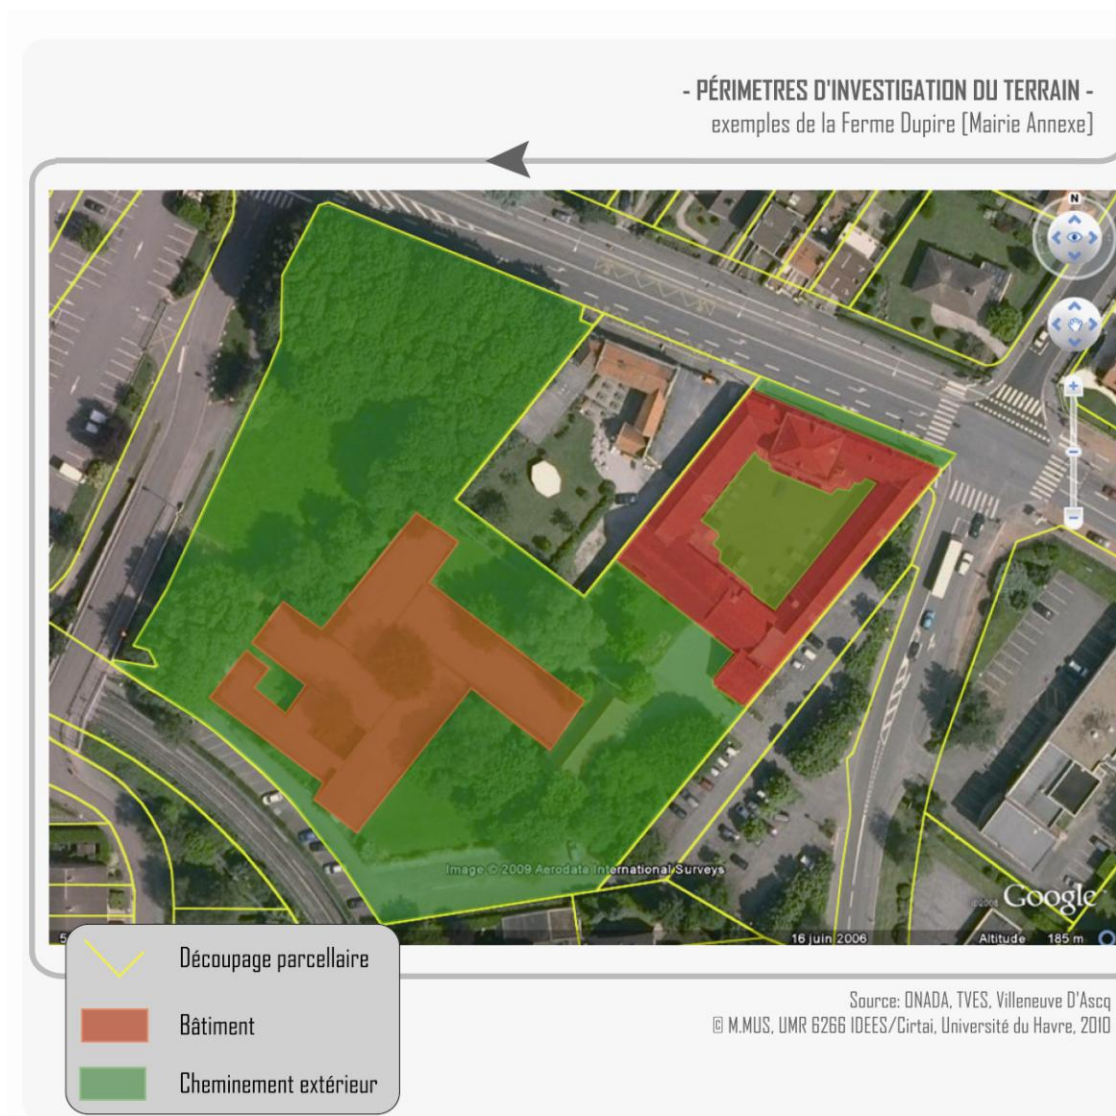 - PÉRIMETRES D'INVESTIGATION DU TERRAIN -
exemples de la Ferme Dupire [Mairie Annexe]
N
Image © 2009 Aerodata International Surveys
Google
16 juin 2006
Altitude 185 m
Découpage parcellaire
Bâtiment
Cheminement extérieur
Source: ONADA, TVES, Villeneuve D'Ascq
© M.MUS, UMR 6266 IDEES/Cirtai, Université du Havre, 2010